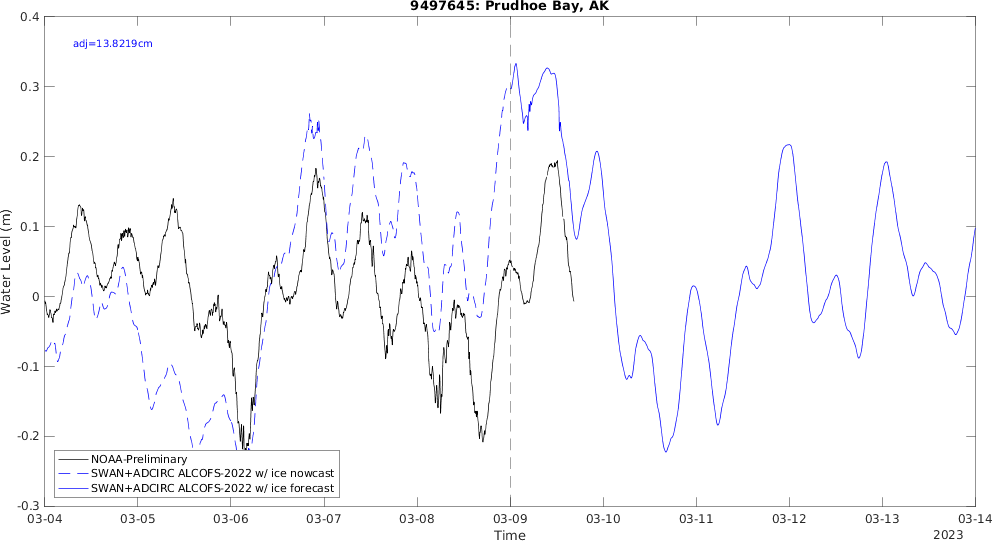 9497645: Prudhoe Bay, AK
adj=13.8219cm
Water Level (m)
0.4
0.3
0.2
0.1
0
-0.1
-0.2
-0.3
NOAA-Preliminary
SWAN+ADCIRC ALCOFS-2022 w/ ice nowcast
SWAN+ADCIRC ALCOFS-2022 w/ ice forecast
03-04 03-05 03-06 03-07 03-08 03-09 03-10 03-11 03-12 03-13 03-14
Time
2023